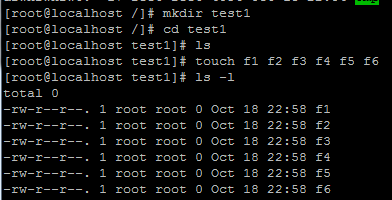 [root@localhost /]# mkdir test1
[root@localhost /]# cd test1
[root@localhost test1]# ls
[root@localhost test1]# touch f1 f2 f3 f4 f5 f6
[root@localhost test1]# ls -l
total 0
-rw-r--r--. 1 root root 0 Oct 18 22:58 f1
-rw-r--r--. 1 root root 0 Oct 18 22:58 f2
-rw-r--r--. 1 root root 0 Oct 18 22:58 f3
-rw-r--r--. 1 root root 0 Oct 18 22:58 f4
-rw-r--r--. 1 root root 0 Oct 18 22:58 f5
-rw-r--r--. 1 root root 0 Oct 18 22:58 f6